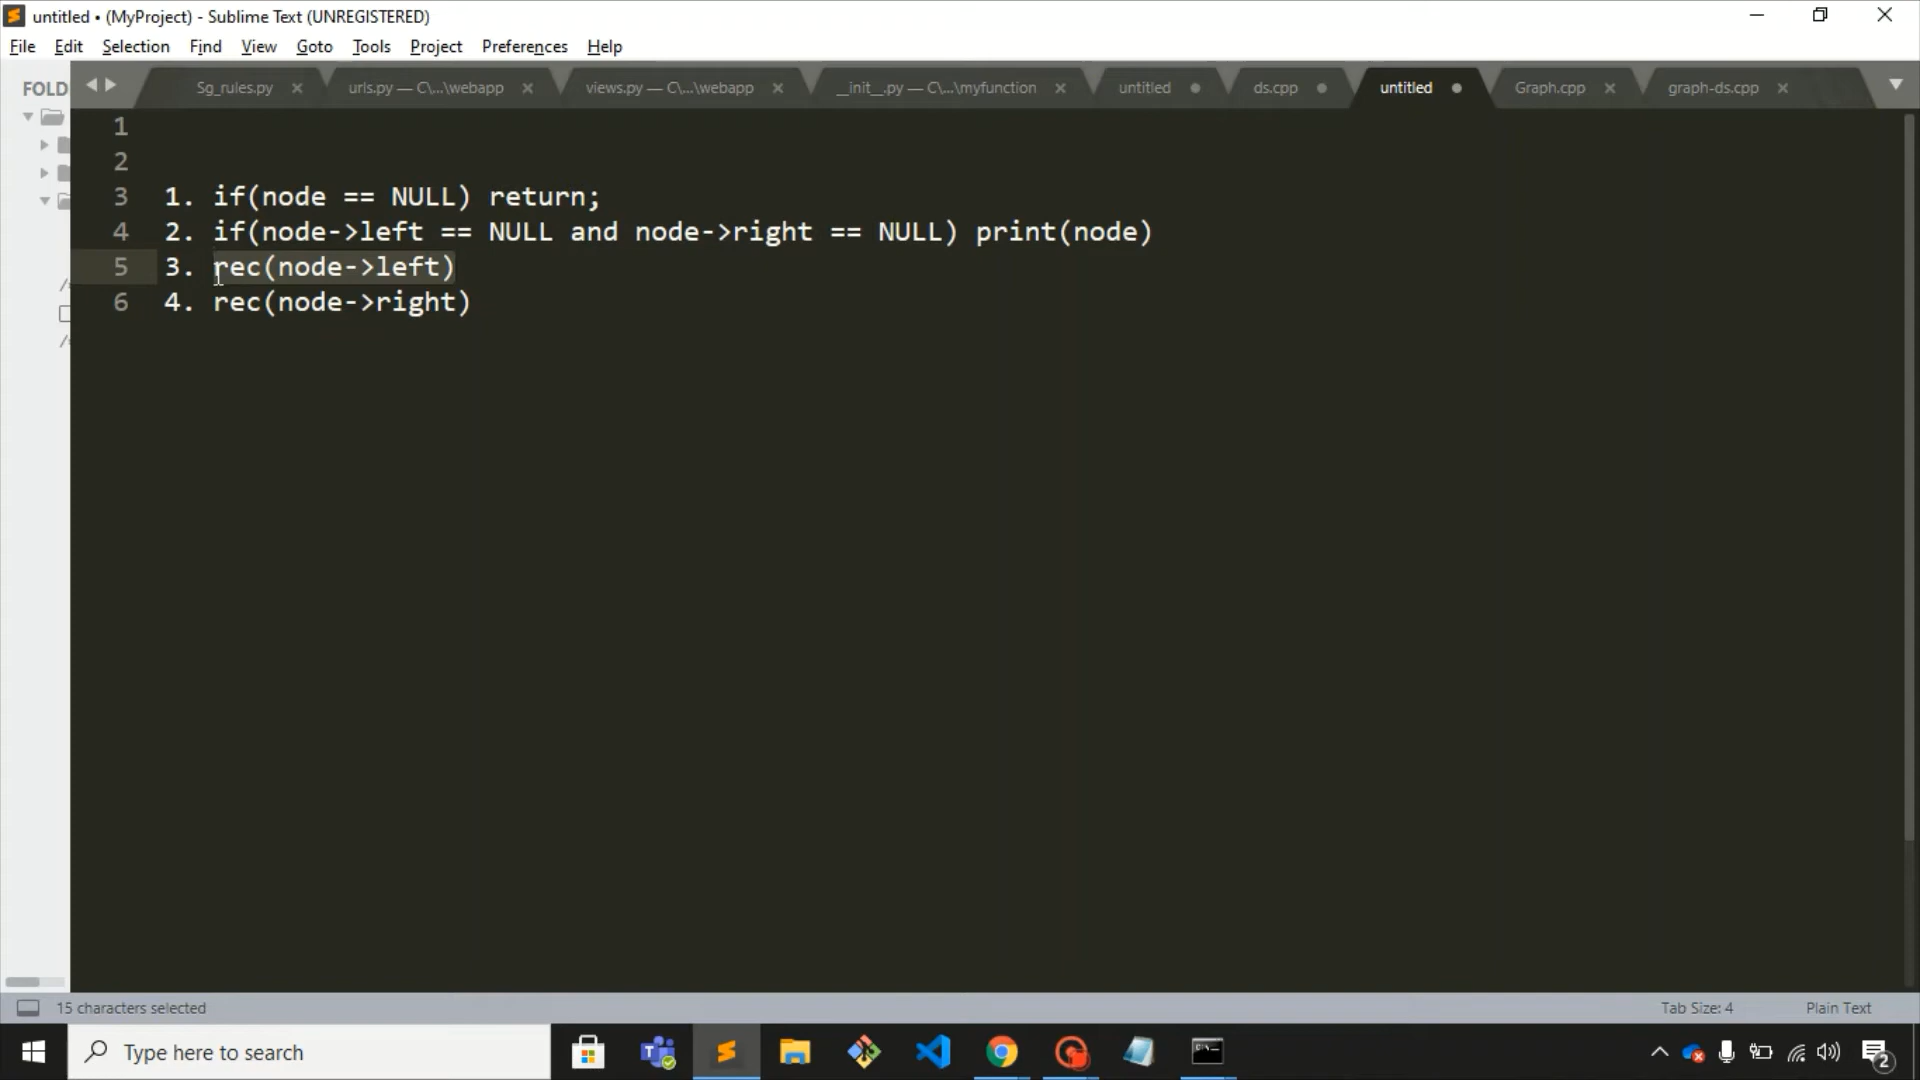 untitled • (MyProject) - Sublime Text (UNREGISTERED)
File Edit Selection Find View Goto Tools Project Preferences Help
FOLD
Sg_rules.py urls.py — C\...\webapp views.py — C\...\webapp __init__.py — C\...\myfunction untitled ds.cpp untitled Graph.cpp graph-ds.cpp
1
2
3 1. if(node == NULL) return;
4 2. if(node->left == NULL and node->right == NULL) print(node)
5 3. rec(node->left)
6 4. rec(node->right)
15 characters selected Tab Size: 4 Plain Text
Type here to search
2